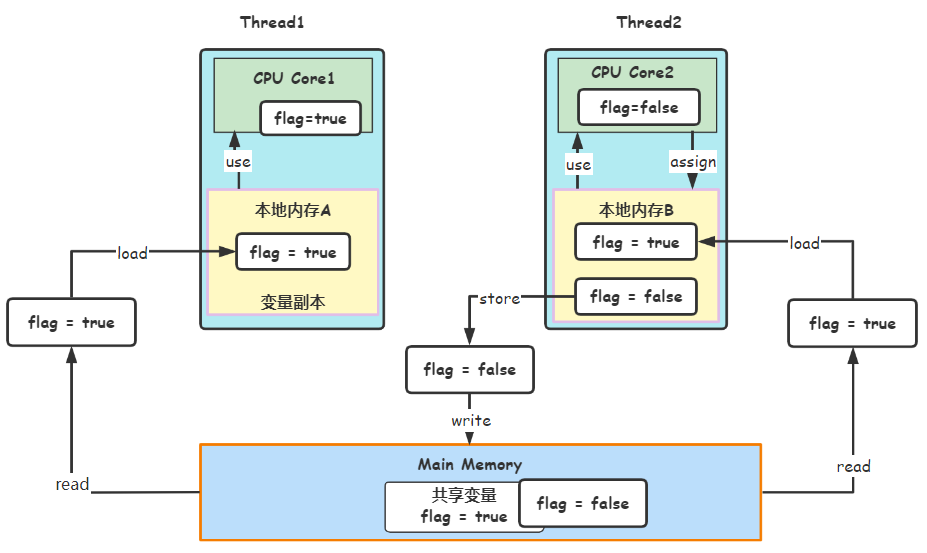 Thread1
Thread2
CPU Core1
flag=true
CPU Core2
flag=false
use
use
assign
本地内存A
flag = true
变量副本
本地内存B
flag = true
flag = false
load
load
store
flag = true
flag = true
flag = false
write
read
read
Main Memory
共享变量
flag = true
flag = false